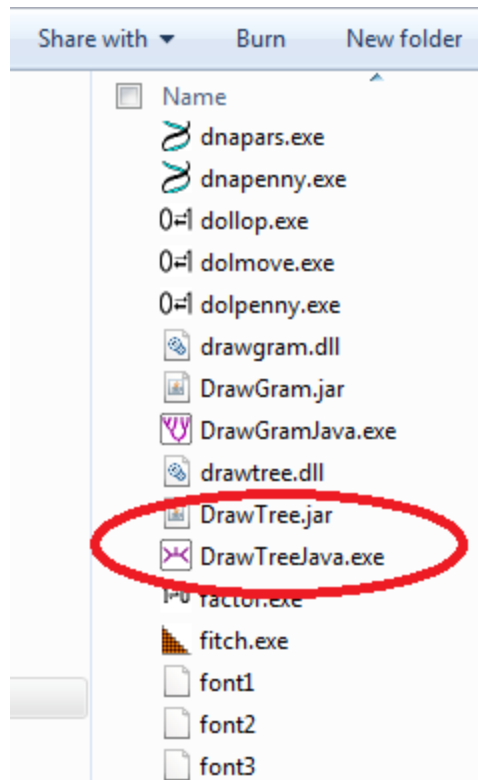 Share with Burn New folder
Name
dnapars.exe
dnapenny.exe
dollop.exe
dolmove.exe
dolpenny.exe
drawgram.dll
DrawGram.jar
DrawGramJava.exe
drawtree.dll
DrawTree.jar
DrawTreeJava.exe
factor.exe
fitch.exe
font1
font2
font3